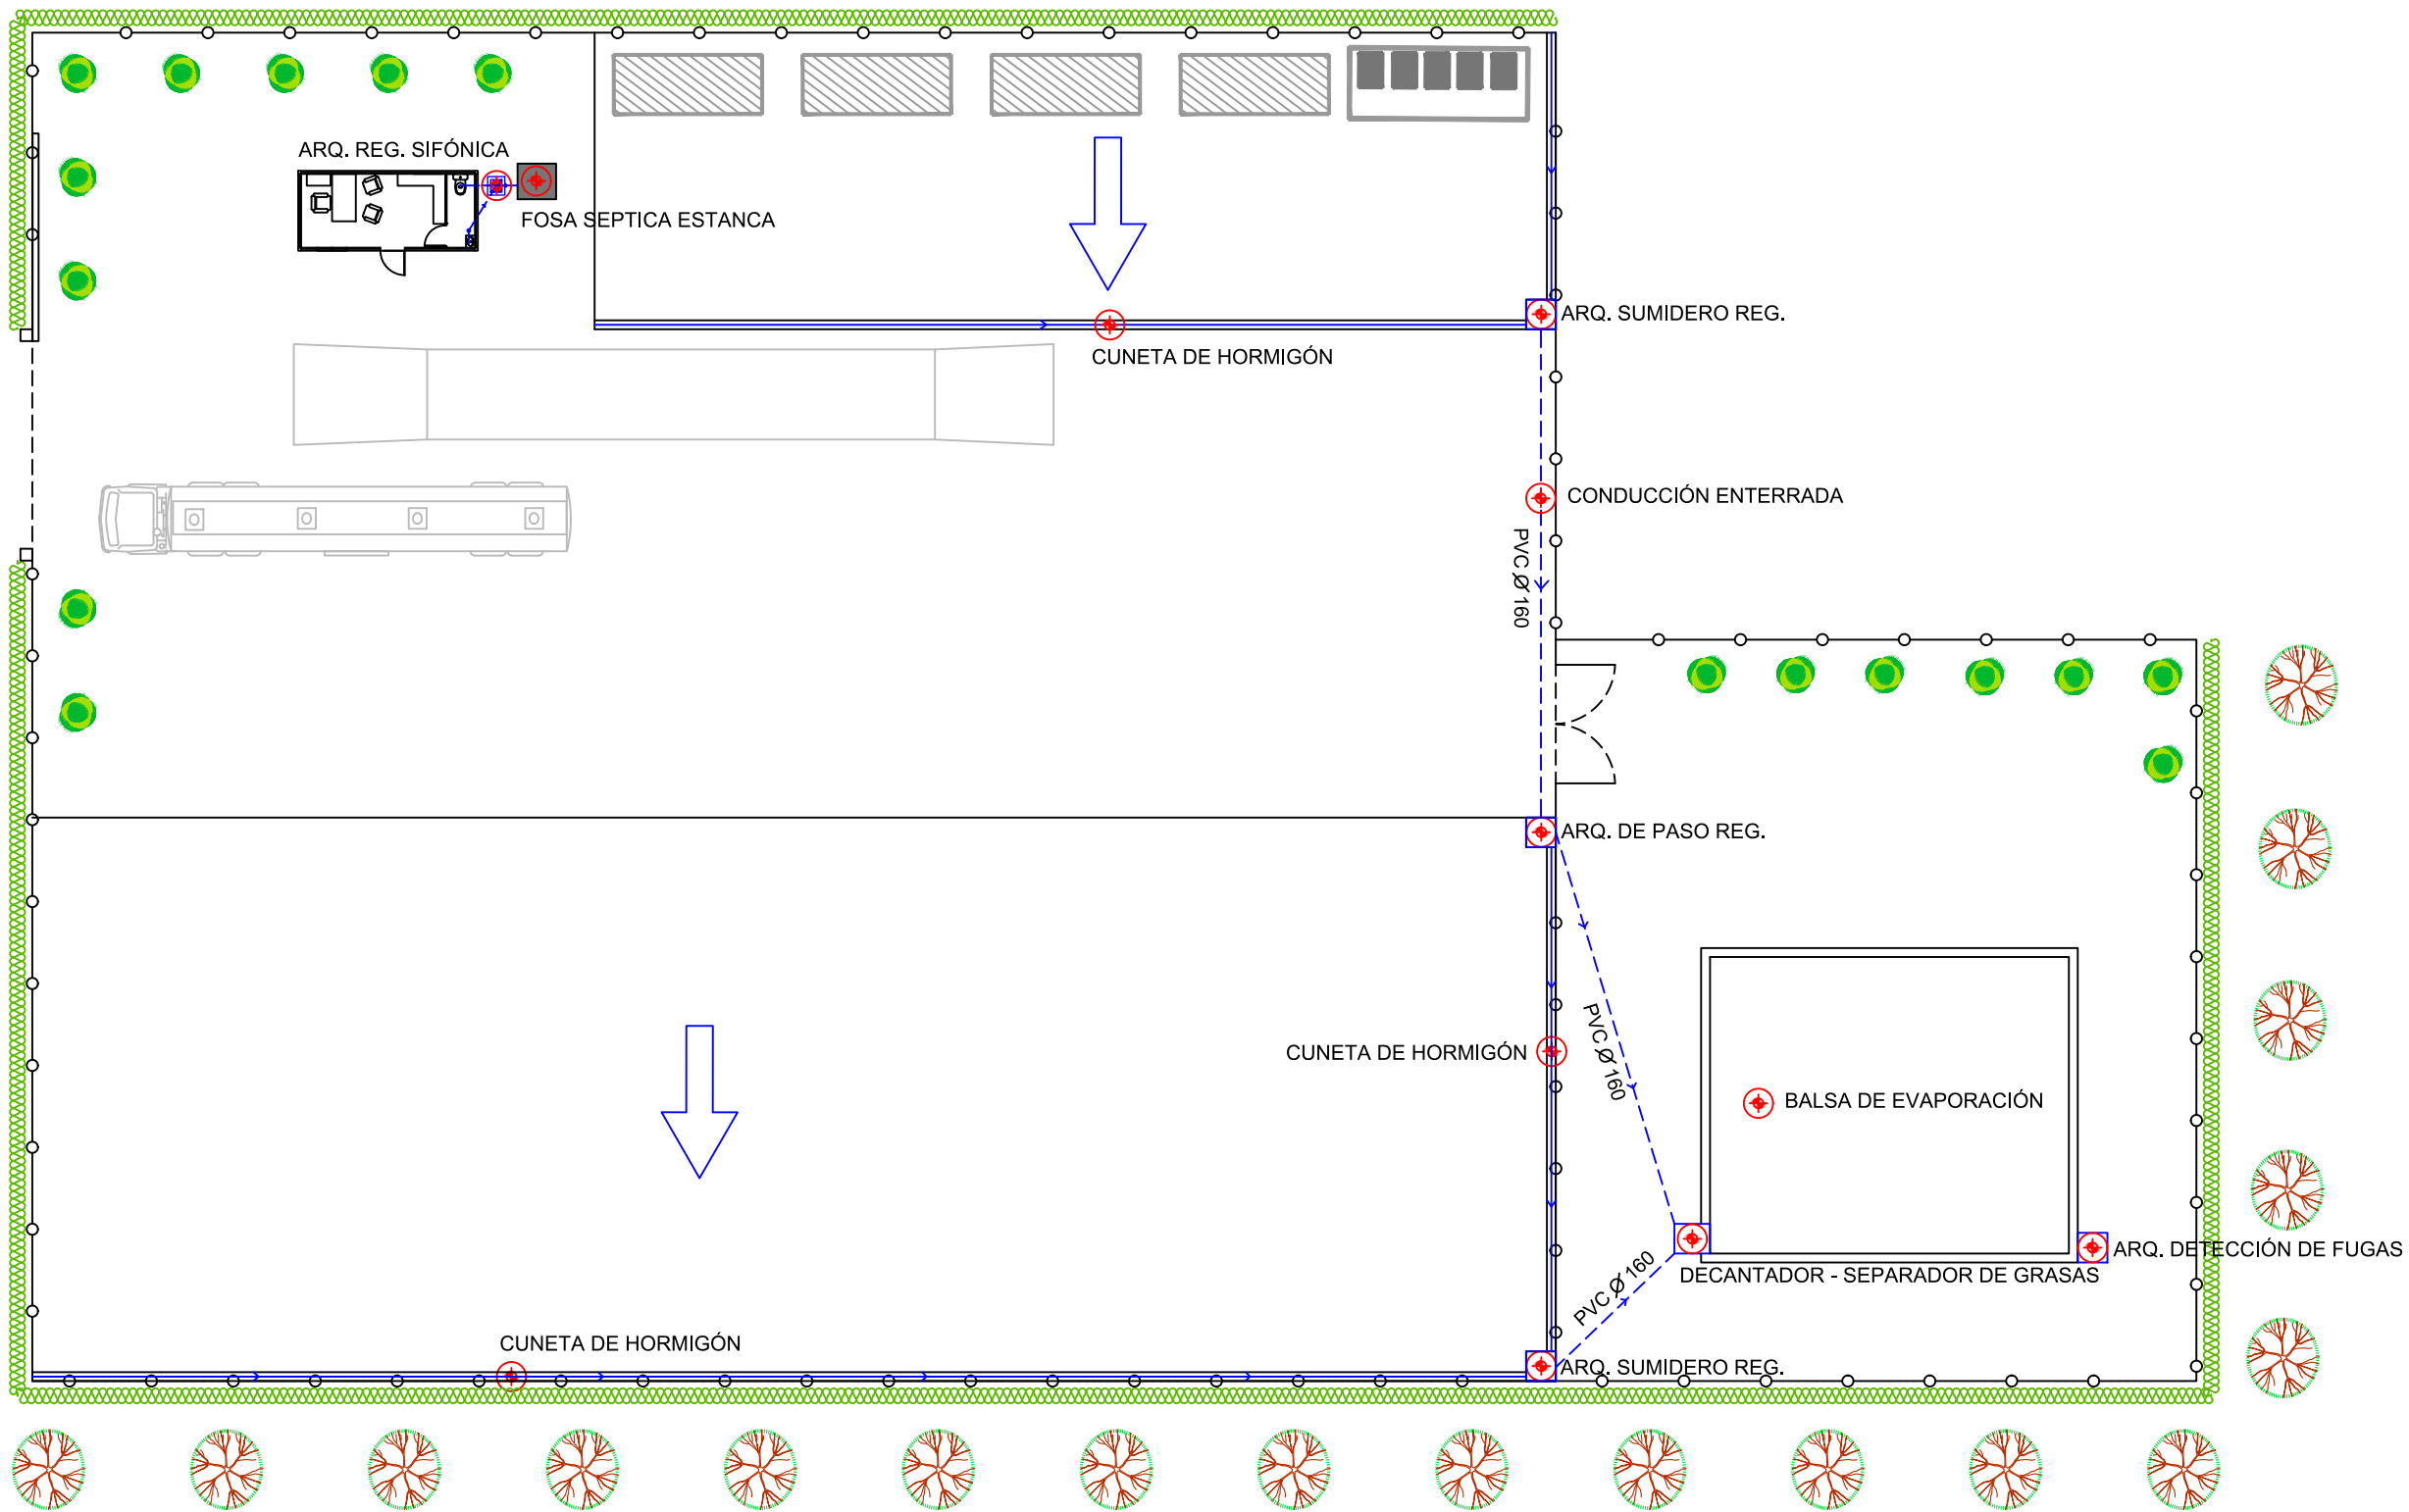 ARQ. REG. SIFÓNICA
FOSA SEPTICA ESTANCA
ARQ. SUMIDERO REG.
CUNETA DE HORMIGÓN
CONDUCCIÓN ENTERRADA
PVC Ø 160
ARQ. DE PASO REG.
PVC Ø 160
CUNETA DE HORMIGÓN
BALSA DE EVAPORACIÓN
ARQ. DETECCIÓN DE FUGAS
DECANTADOR - SEPARADOR DE GRASAS
PVC Ø 160
CUNETA DE HORMIGÓN
ARQ. SUMIDERO REG.